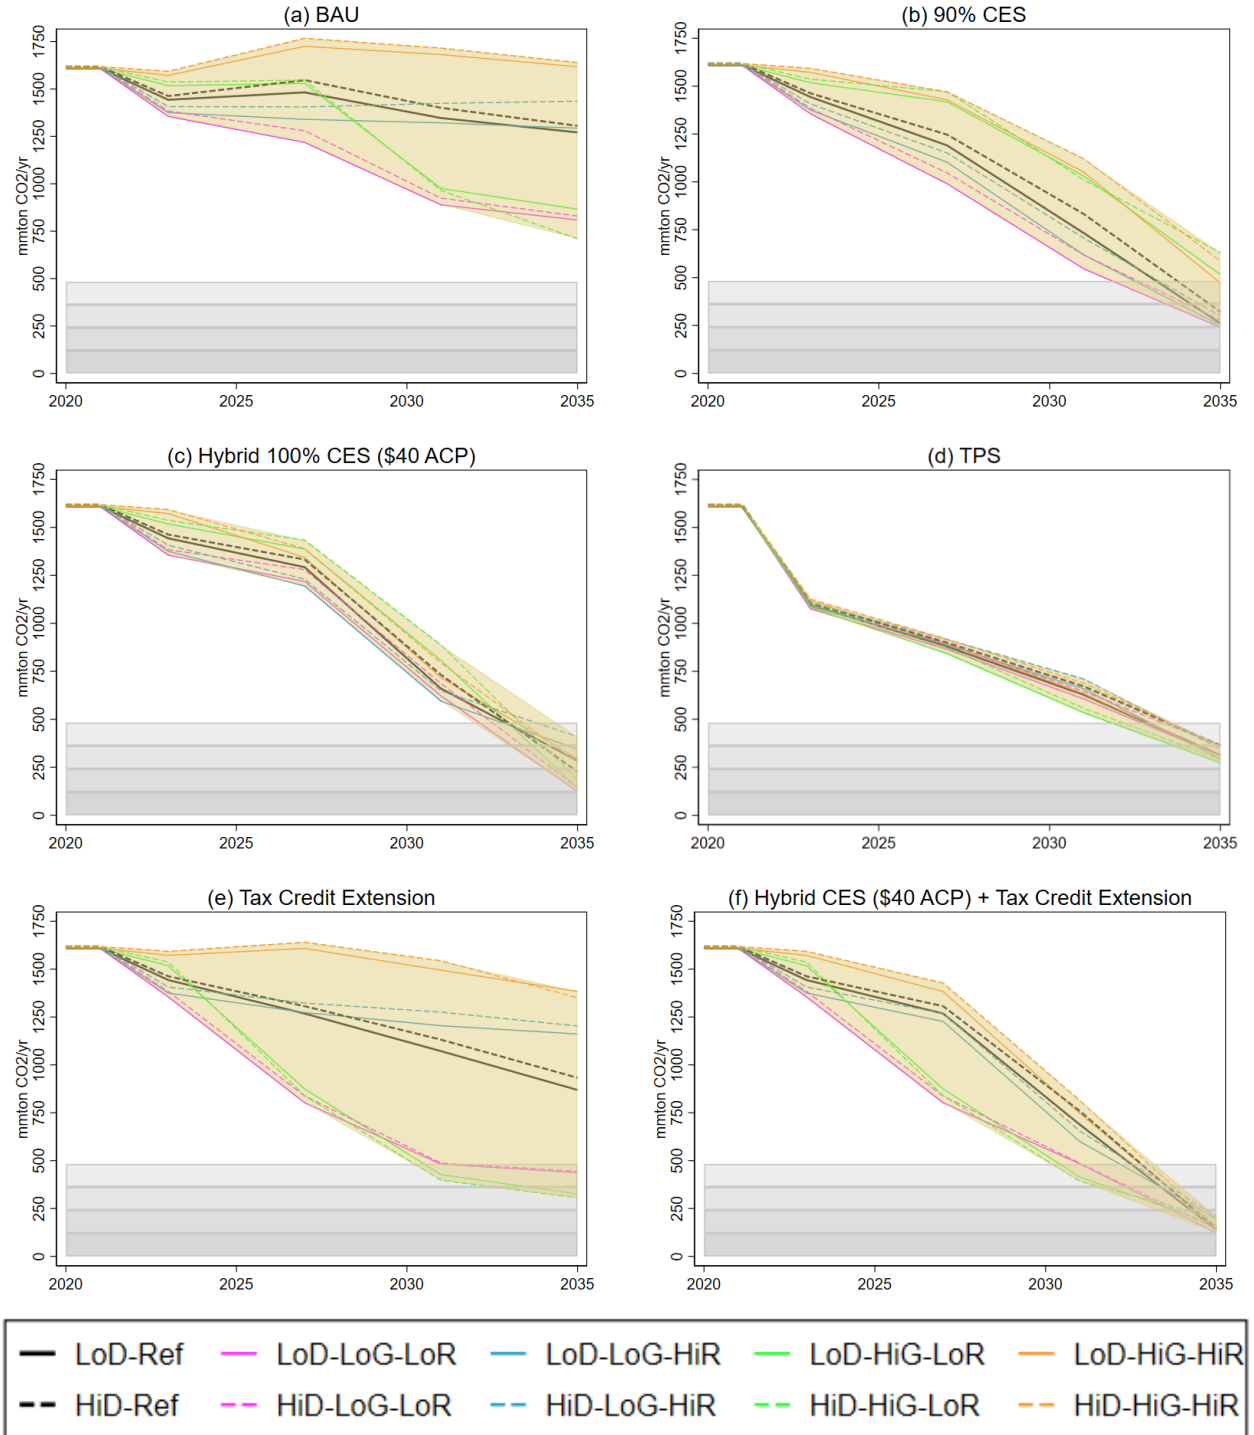 (a) BAU
mmton CO2/yr
1750
1500
1250
1000
750
500
250
0
2020 2025 2030 2035
(b) 90% CES
mmton CO2/yr
1750
1500
1250
1000
750
500
250
0
2020 2025 2030 2035
(c) Hybrid 100% CES ($40 ACP)
mmton CO2/yr
1750
1500
1250
1000
750
500
250
0
2020 2025 2030 2035
(d) TPS
mmton CO2/yr
1750
1500
1250
1000
750
500
250
0
2020 2025 2030 2035
(e) Tax Credit Extension
mmton CO2/yr
1750
1500
1250
1000
750
500
250
0
2020 2025 2030 2035
(f) Hybrid CES ($40 ACP) + Tax Credit Extension
mmton CO2/yr
1750
1500
1250
1000
750
500
250
0
2020 2025 2030 2035
LoD-Ref LoD-LoG-LoR LoD-LoG-HiR LoD-HiG-LoR LoD-HiG-HiR
HiD-Ref HiD-LoG-LoR HiD-LoG-HiR HiD-HiG-LoR HiD-HiG-HiR